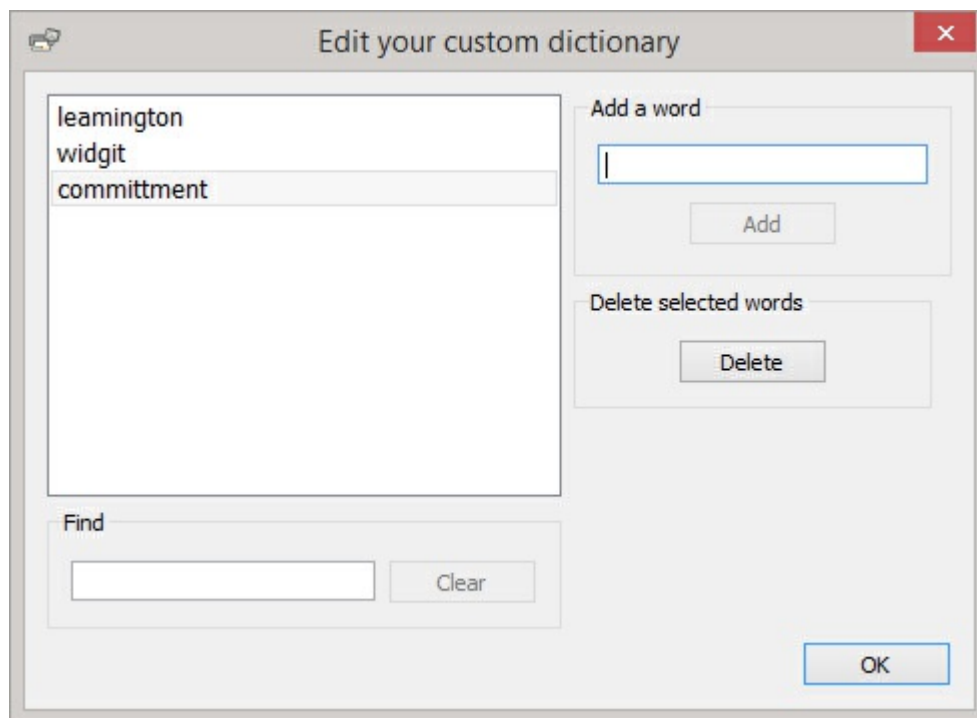 Edit your custom dictionary
leamington
widgit
committment
Add a word
Add
Delete selected words
Delete
Find
Clear
OK